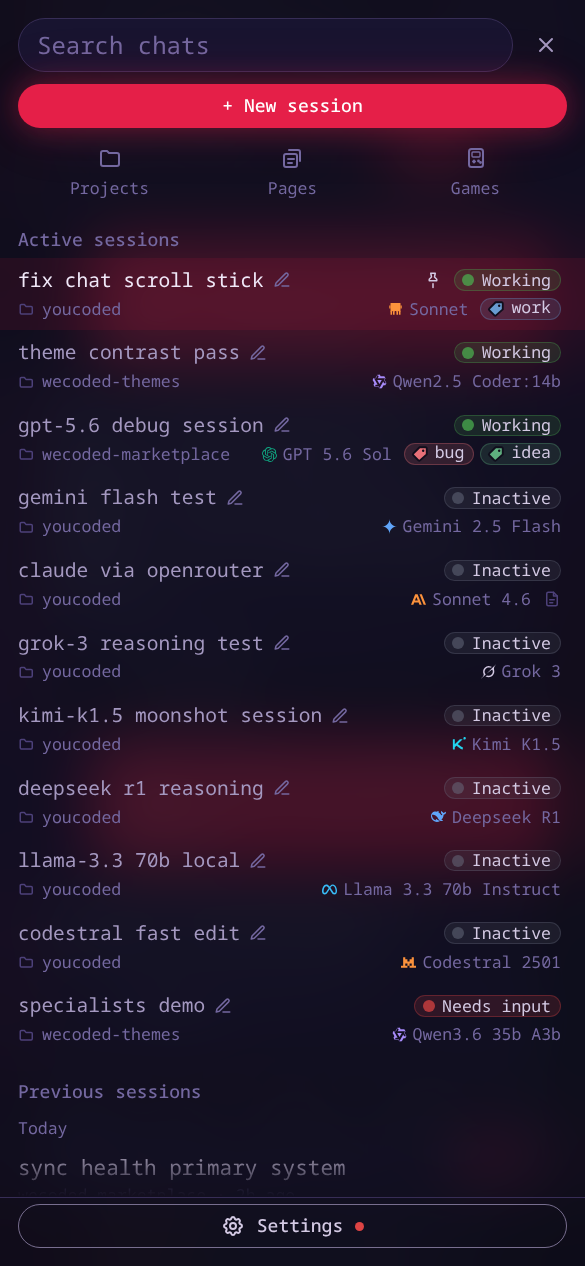 Search chats
+ New session
Projects Pages Games
Active sessions
fix chat scroll stick Working
youcoded Sonnet work
theme contrast pass Working
wecoded-themes Qwen2.5 Coder:14b
gpt-5.6 debug session Working
wecoded-marketplace GPT 5.6 Sol bug idea
gemini flash test Inactive
youcoded Gemini 2.5 Flash
claude via openrouter Inactive
youcoded Sonnet 4.6
grok-3 reasoning test Inactive
youcoded Grok 3
kimi-k1.5 moonshot session Inactive
youcoded Kimi K1.5
deepseek r1 reasoning Inactive
youcoded Deepseek R1
llama-3.3 70b local Inactive
youcoded Llama 3.3 70b Instruct
codestral fast edit Inactive
youcoded Codestral 2501
specialists demo Needs input
wecoded-themes Qwen3.6 35b A3b
Previous sessions
Today
sync health primary system
Settings